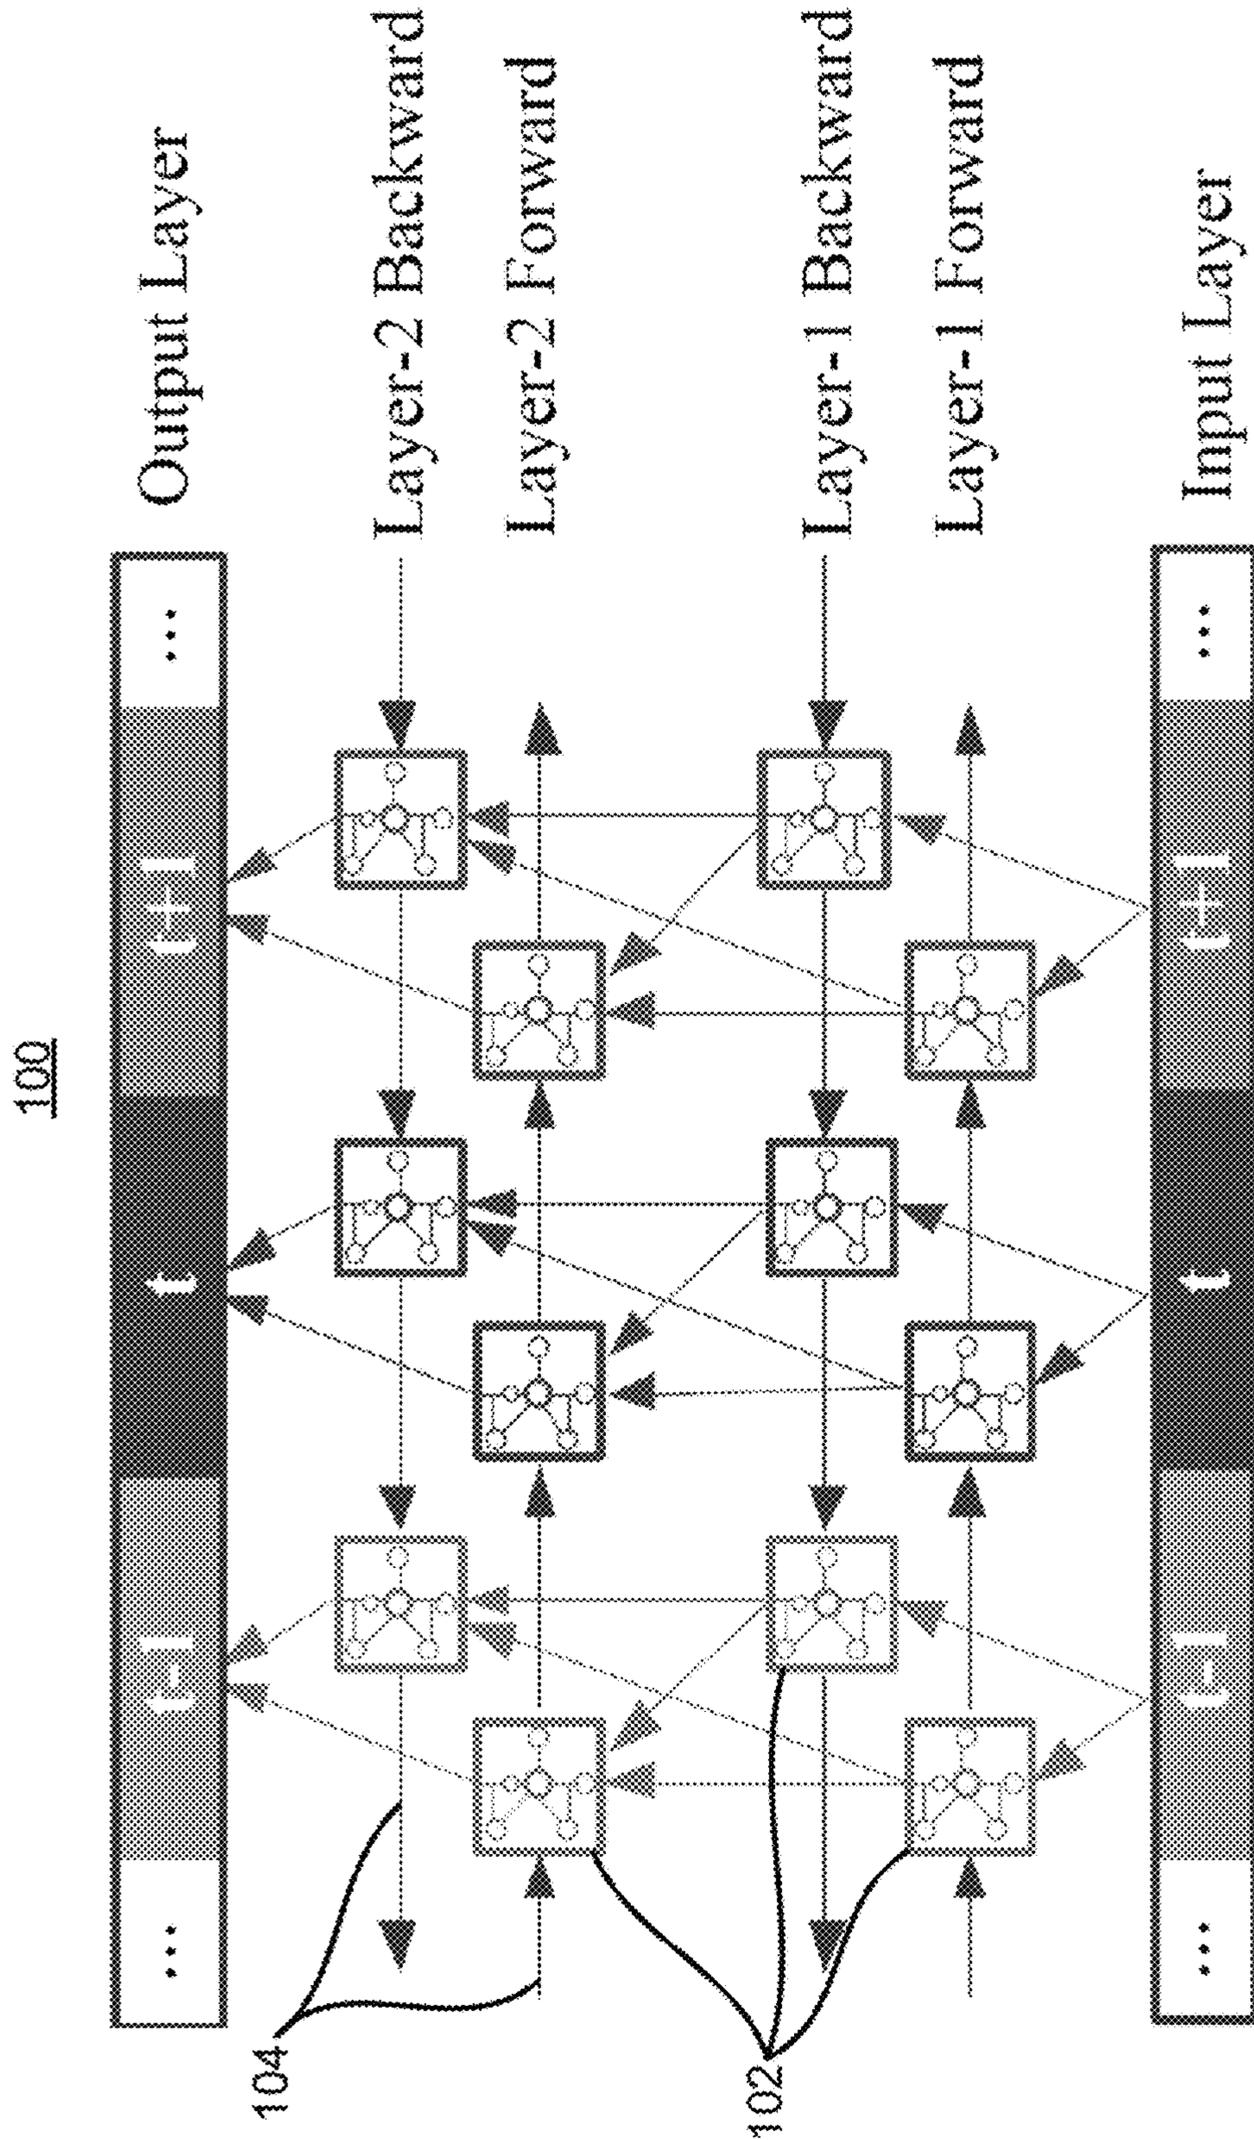 100
Output Layer
... t-1 t t+1 ...
Layer-2 Backward
Layer-2 Forward
Layer-1 Backward
Layer-1 Forward
... t-1 t t+1 ...
Input Layer
104
102